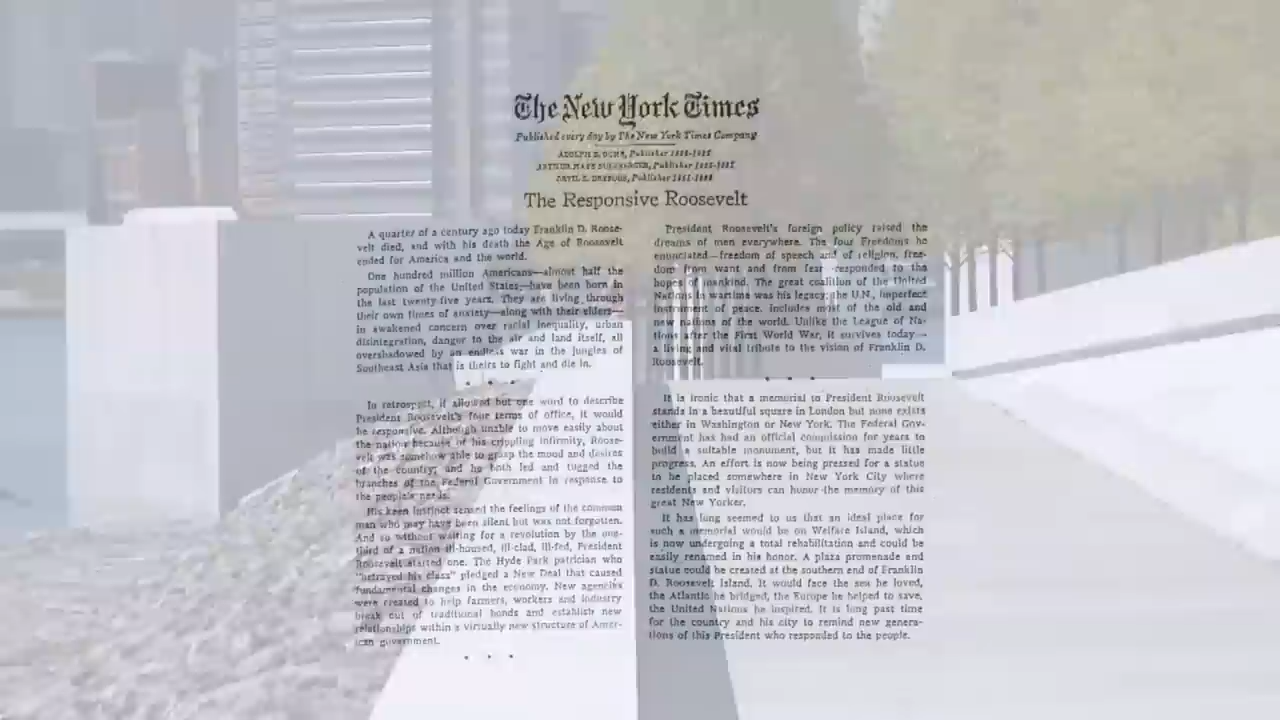 The New York Times
Published every day by The New York Times Company
ADOLPH S. OCHS, Publisher
ARTHUR HAYS SULZBERGER, Publisher
ORVIL E. DRYFOOS, Publisher
The Responsive Roosevelt
A quarter of a century ago today Franklin D. Roose-
velt died, and with his death the Age of Roosevelt
ended for America and the world.
One hundred million Americans—almost half the
population of the United States,—have been born in
the last twenty-five years. They are living through
their own times of anxiety—along with their elders—
in awakened concern over racial inequality, urban
disintegration, danger to the air and land itself, all
overshadowed by an endless war in the jungles of
Southeast Asia that is theirs to fight and die in.
• • •
In retrospect, if allowed but one word to describe
President Roosevelt's four terms of office, it would
be responsive. Although unable to move easily about
the nation because of his crippling infirmity, Roose-
velt was somehow able to grasp the mood and desires
of the country; and he both led and tugged the
branches of the Federal Government in response to
the people's needs.
His keen instinct sensed the feelings of the common
man who may have been silent but was not forgotten.
And so without waiting for a revolution by the one-
third of a nation ill-housed, ill-clad, ill-fed, President
Roosevelt started one. The Hyde Park patrician who
"betrayed his class" pledged a New Deal that caused
fundamental changes in the economy. New agencies
were created to help farmers, workers and industry
break out of traditional bonds and establish new
relationships within a virtually new structure of Amer-
ican government.
• • •
President Roosevelt's foreign policy raised the
dreams of men everywhere. The four Freedoms he
enunciated—freedom of speech and of religion, free-
dom from want and from fear—responded to the
hopes of mankind. The great coalition of the United
Nations in wartime was his legacy; the U.N., imperfect
instrument of peace, includes most of the old and
new nations of the world. Unlike the League of Na-
tions after the First World War, it survives today—
a living and vital tribute to the vision of Franklin D.
Roosevelt.
• • •
It is ironic that a memorial to President Roosevelt
stands in a beautiful square in London but none exists
either in Washington or New York. The Federal Gov-
ernment has had an official commission for years to
build a suitable monument, but it has made little
progress. An effort is now being pressed for a statue
to be placed somewhere in New York City where
residents and visitors can honor the memory of this
great New Yorker.
It has long seemed to us that an ideal place for
such a memorial would be on Welfare Island, which
is now undergoing a total rehabilitation and could be
easily renamed in his honor. A plaza promenade and
statue could be created at the southern end of Franklin
D. Roosevelt Island. It would face the sea he loved,
the Atlantic he bridged, the Europe he helped to save,
the United Nations he inspired. It is long past time
for the country and his city to remind new genera-
tions of this President who responded to the people.